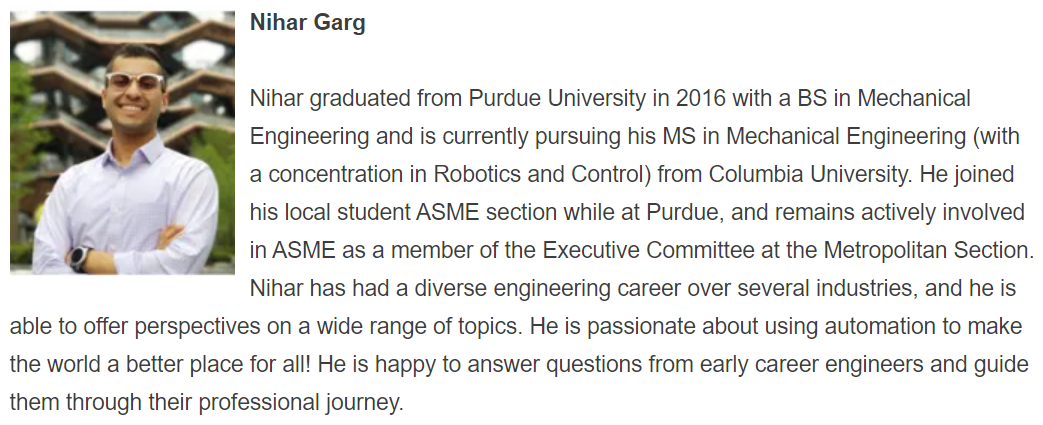 Nihar Garg
Nihar graduated from Purdue University in 2016 with a BS in Mechanical
Engineering and is currently pursuing his MS in Mechanical Engineering (with
a concentration in Robotics and Control) from Columbia University. He joined
his local student ASME section while at Purdue, and remains actively involved
in ASME as a member of the Executive Committee at the Metropolitan Section.
Nihar has had a diverse engineering career over several industries, and he is
able to offer perspectives on a wide range of topics. He is passionate about using automation to make
the world a better place for all! He is happy to answer questions from early career engineers and guide
them through their professional journey.